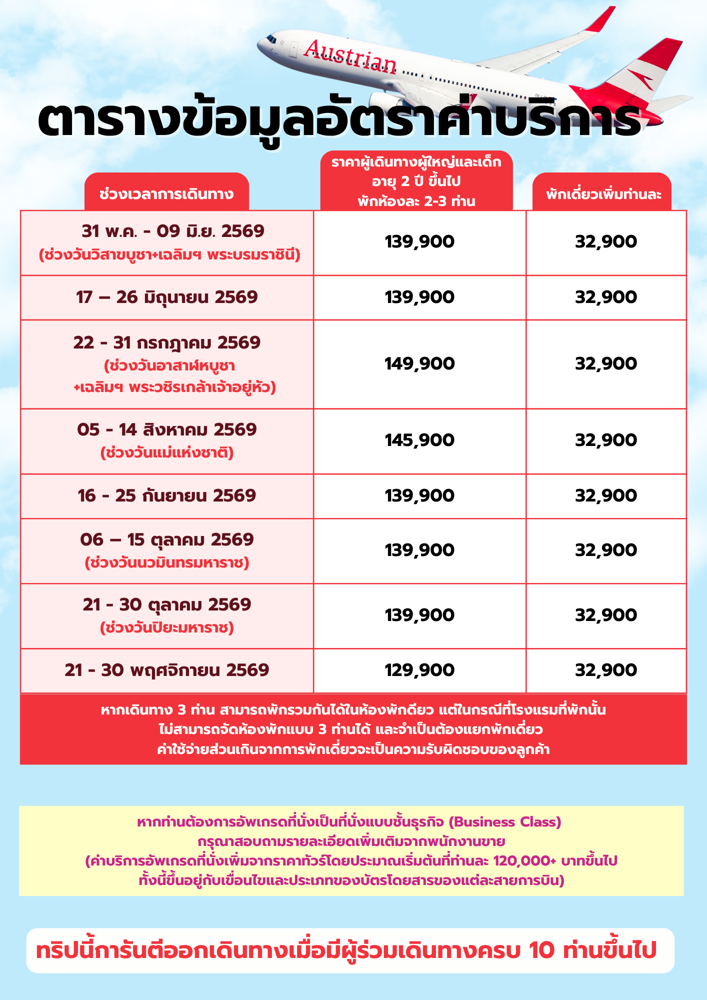 Austrian
ตารางข้อมูลอัตราค่าบริการ
ช่วงเวลาการเดินทาง
ราคาผู้เดินทางผู้ใหญ่และเด็ก
อายุ 2 ปี ขึ้นไป
พักห้องละ 2-3 ท่าน
พักเดี่ยวเพิ่มท่านละ
31 พ.ค. - 09 มิ.ย. 2569
(ช่วงวันวิสาขบูชา+เฉลิมฯ พระบรมราชินี)
139,900
32,900
17 – 26 มิถุนายน 2569
139,900
32,900
22 - 31 กรกฎาคม 2569
(ช่วงวันอาสาฬหบูชา
+เฉลิมฯ พระวชิรเกล้าเจ้าอยู่หัว)
149,900
32,900
05 - 14 สิงหาคม 2569
(ช่วงวันแม่แห่งชาติ)
145,900
32,900
16 - 25 กันยายน 2569
139,900
32,900
06 – 15 ตุลาคม 2569
(ช่วงวันนวมินทรมหาราช)
139,900
32,900
21 - 30 ตุลาคม 2569
(ช่วงวันปิยะมหาราช)
139,900
32,900
21 - 30 พฤศจิกายน 2569
129,900
32,900
หากเดินทาง 3 ท่าน สามารถพักรวมกันได้ในห้องพักดียว แต่ในกรณีที่โรงแรมที่พักนั้น
ไม่สามารถจัดห้องพักแบบ 3 ท่านได้ และจำเป็นต้องแยกพักเดี่ยว
ค่าใช้จ่ายส่วนเกินจากการพักเดี่ยวจะเป็นความรับผิดชอบของลูกค้า
หากท่านต้องการอัพเกรดที่นั่งเป็นที่นั่งแบบชั้นธุรกิจ (Business Class)
กรุณาสอบถามรายละเอียดเพิ่มเติมจากพนักงานขาย
(ค่าบริการอัพเกรดที่นั่งเพิ่มจากราคาทัวร์โดยประมาณเริ่มต้นที่ท่านละ 120,000+ บาทขึ้นไป
ทั้งนี้ขึ้นอยู่กับเขื่อนไขและประเภทของบัตรโดยสารของแต่ละสายการบิน)
ทริปนี้การันตีออกเดินทางเมื่อมีผู้ร่วมเดินทางครบ 10 ท่านขึ้นไป